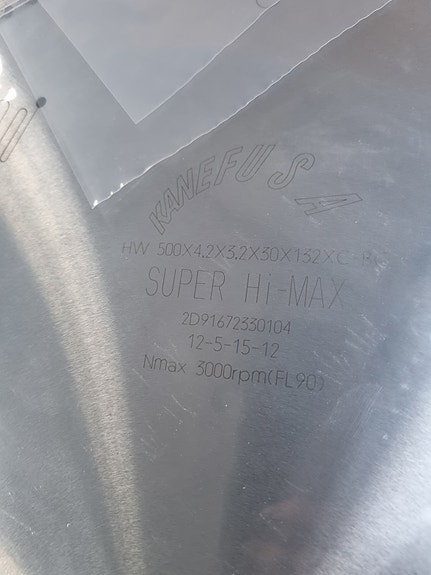 KANEFUSA
HW 500X4.2X3.2X30X132XC-B
SUPER Hi-MAX
2D91672330104
12-5-15-12
Nmax 3000rpm(FL90)